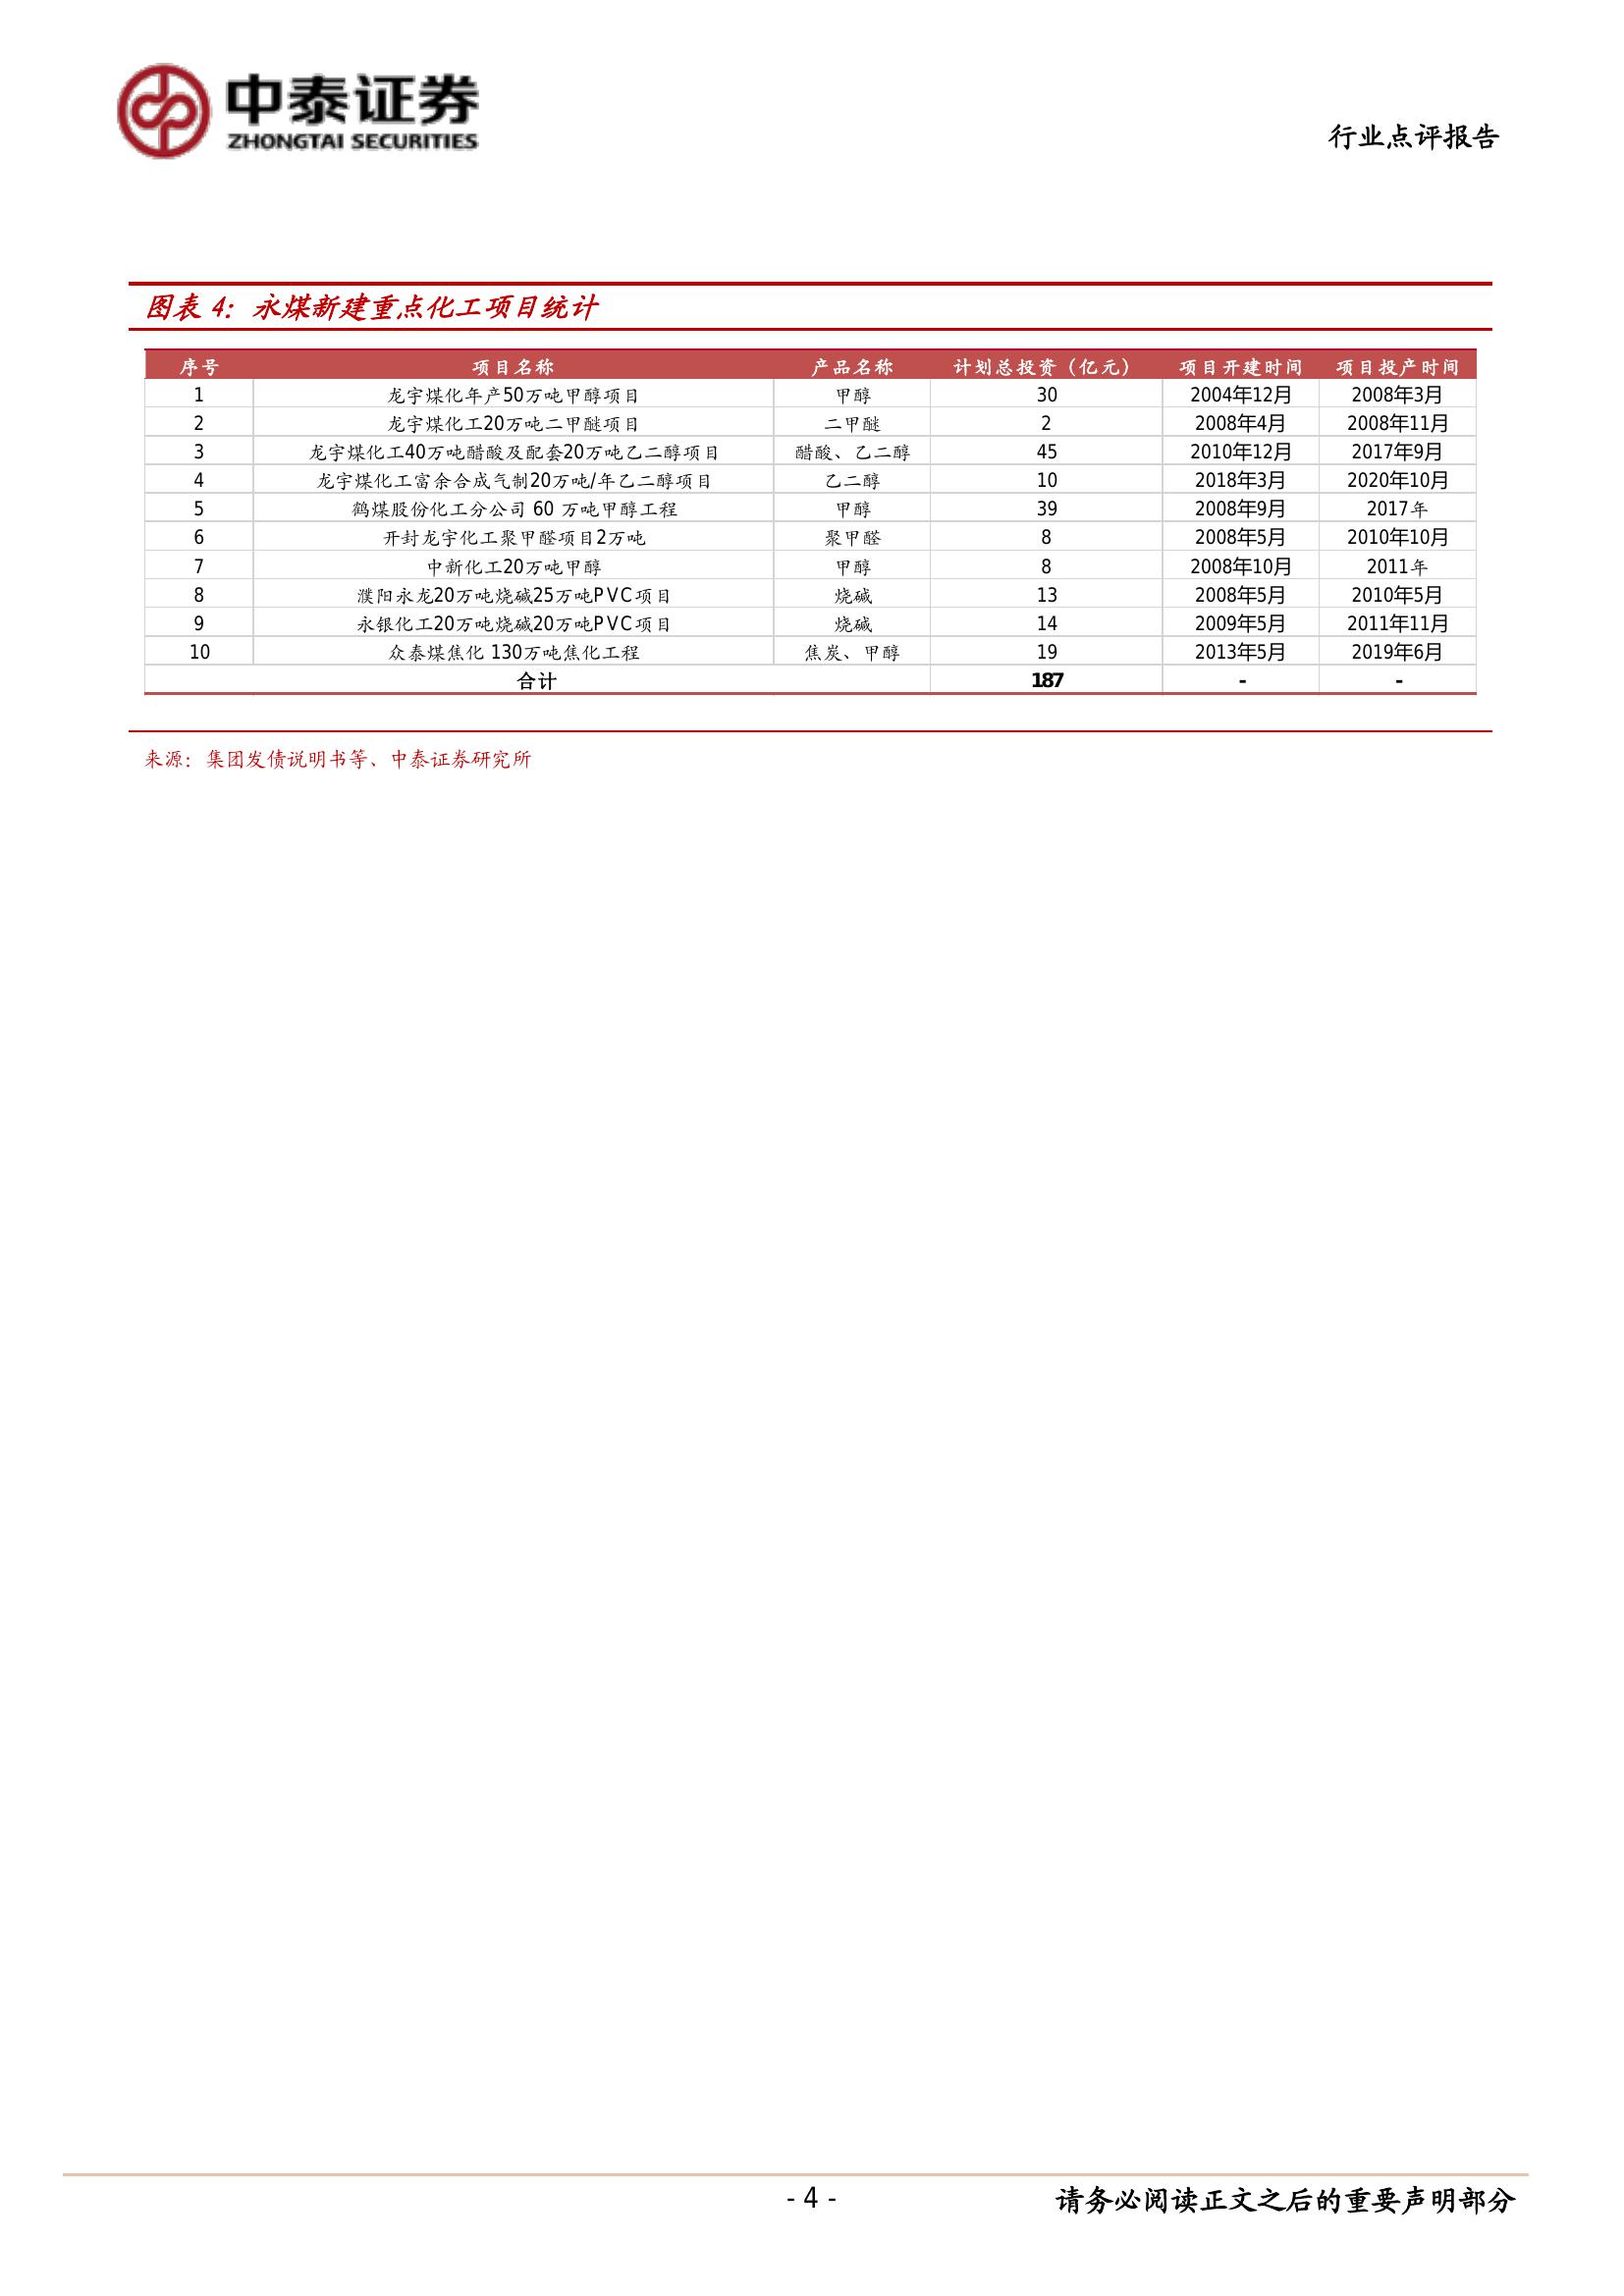 中泰证券
ZHONGTAI SECURITIES
行业点评报告
图表 4：永煤新建重点化工项目统计
序号 项目名称 产品名称 计划总投资（亿元） 项目开建时间 项目投产时间
1 龙宇煤化年产50万吨甲醇项目 甲醇 30 2004年12月 2008年3月
2 龙宇煤化工20万吨二甲醚项目 二甲醚 2 2008年4月 2008年11月
3 龙宇煤化工40万吨醋酸及配套20万吨乙二醇项目 醋酸、乙二醇 45 2010年12月 2017年9月
4 龙宇煤化工富余合成气制20万吨/年乙二醇项目 乙二醇 10 2018年3月 2020年10月
5 鹤煤股份化工分公司 60 万吨甲醇工程 甲醇 39 2008年9月 2017年
6 开封龙宇化工聚甲醛项目2万吨 聚甲醛 8 2008年5月 2010年10月
7 中新化工20万吨甲醇 甲醇 8 2008年10月 2011年
8 濮阳永龙20万吨烧碱25万吨PVC项目 烧碱 13 2008年5月 2010年5月
9 永银化工20万吨烧碱20万吨PVC项目 烧碱 14 2009年5月 2011年11月
10 众泰煤焦化 130万吨焦化工程 焦炭、甲醇 19 2013年5月 2019年6月
合计 187 - -
来源：集团发债说明书等、中泰证券研究所
- 4 -
请务必阅读正文之后的重要声明部分